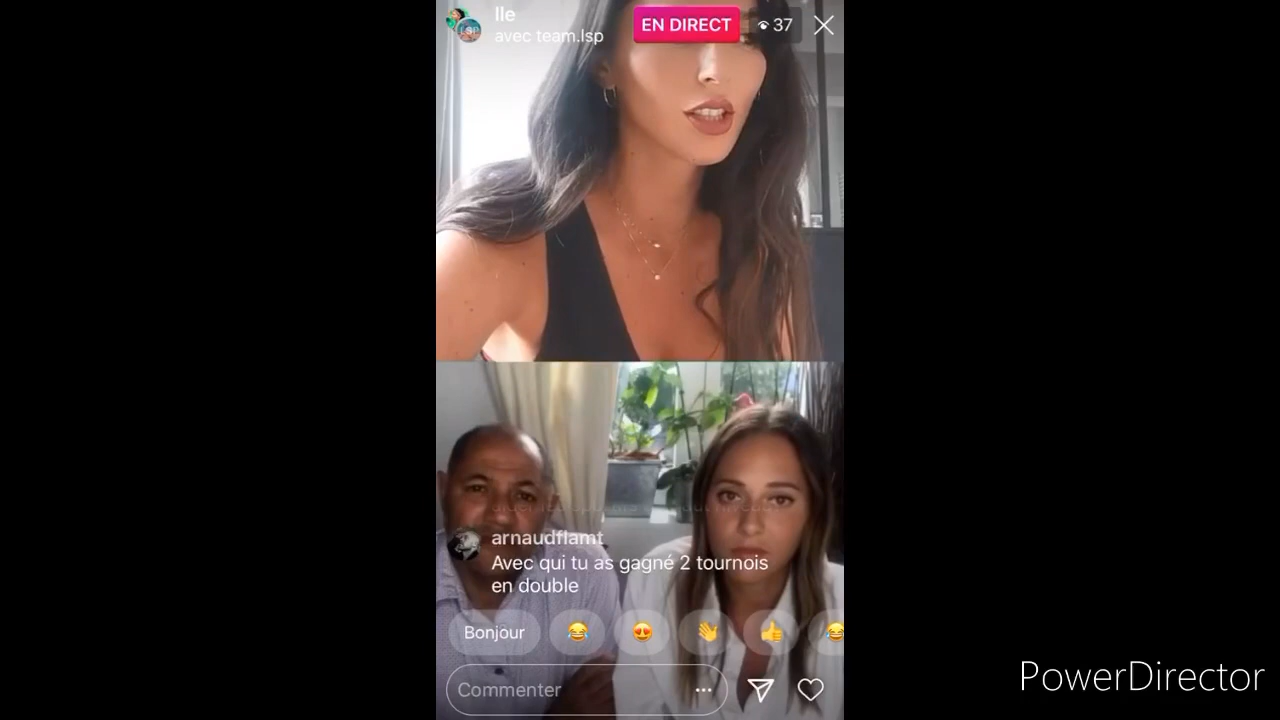 lle
avec team.lsp
EN DIRECT
37
arnaudflamt
Avec qui tu as gagné 2 tournois
en double
Bonjour
Commenter
PowerDirector